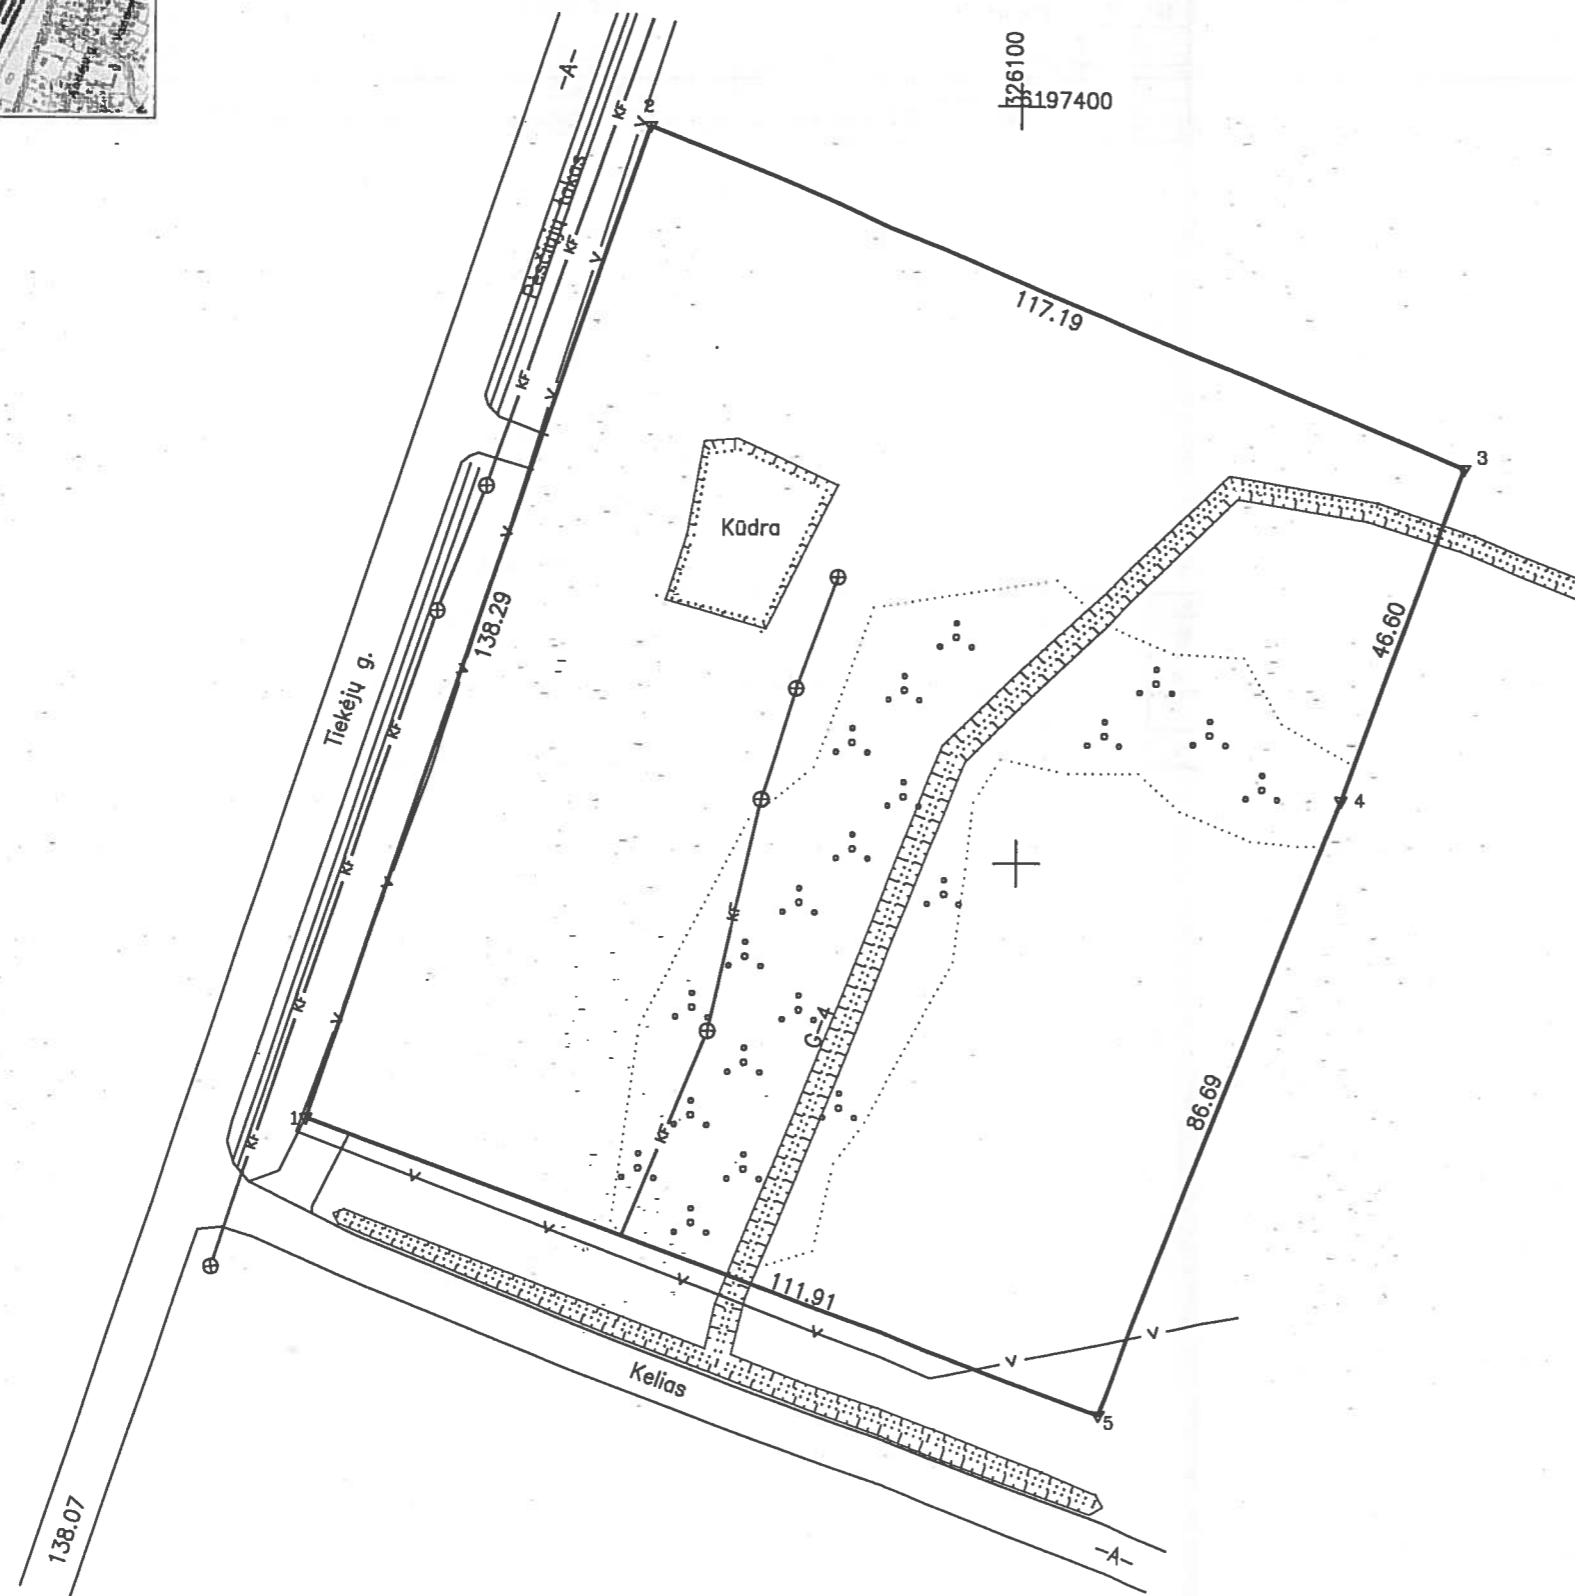 -A-
326100
6197400
KF
2
V
Pėsčiųjų takas
V
KF
117.19
KF
V
3
Kūdra
V
138.29
46.60
Tiekėjų g.
KF
4
KF
KF
V
KF
G-4
V
86.69
1
KF
KF
V
V
V
111.91
V
V
V
Kelias
5
138.07
-A-